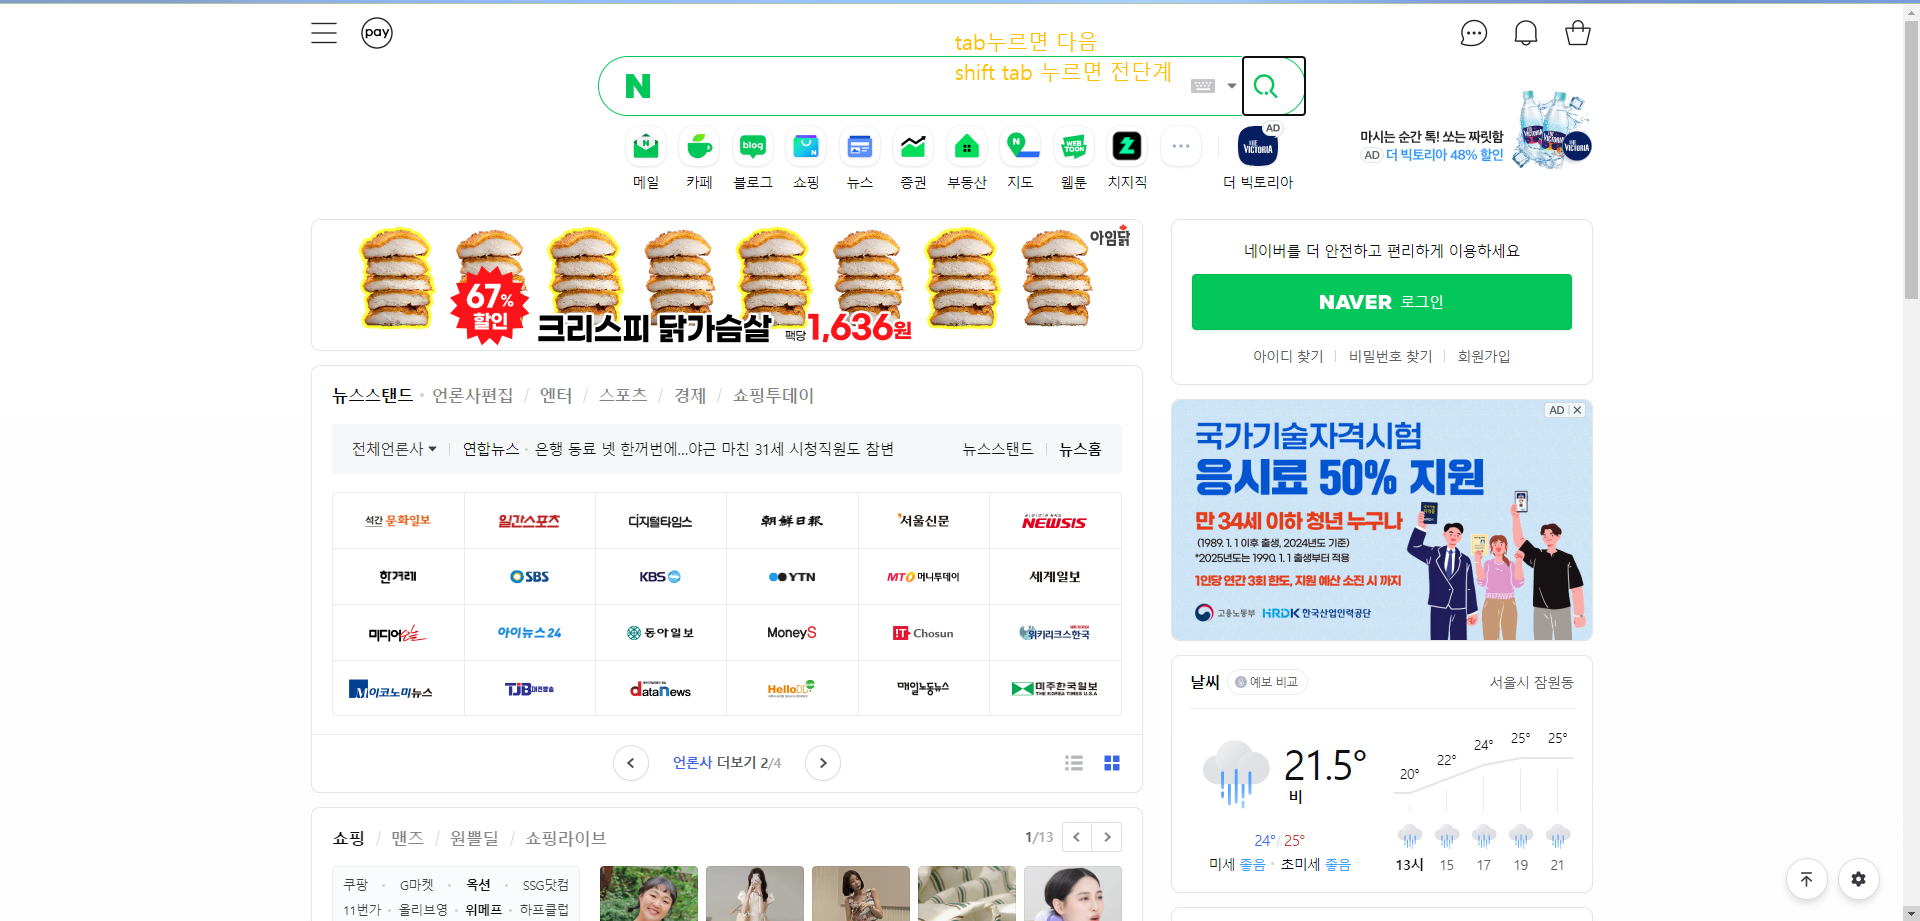 pay
tab누르면 다음
shift tab 누르면 전단계
N
메일
카페
blog
블로그
쇼핑
뉴스
증권
부동산
지도
WEB
TOON
웹툰
치지직
AD
THE
VICTORIA
더 빅토리아
마시는 순간 톡! 쏘는 짜릿함
AD 더 빅토리아 48% 할인
아임닭
67%
할인
크리스피 닭가슴살 팩당 1,636원
네이버를 더 안전하고 편리하게 이용하세요
NAVER 로그인
아이디 찾기 비밀번호 찾기 회원가입
뉴스스탠드 · 언론사편집 / 엔터 / 스포츠 / 경제 / 쇼핑투데이
전체언론사 연합뉴스 · 은행 동료 넷 한꺼번에…야근 마친 31세 시청직원도 참변 뉴스스탠드 뉴스홈
석간 문화일보 일간스포츠 디지털타임스 朝鮮日報 서울신문 NEWSIS
한겨레 SBS KBS YTN MTO 머니투데이 세계일보
미디어오늘 아이뉴스24 동아일보 MoneyS IT Chosun 위키리크스한국
M이코노미뉴스 TJB 대전방송 dataNews HelloDD 매일노동뉴스 미주한국일보
THE KOREA TIMES U.S.A
언론사 더보기 2/4
AD
국가기술자격시험
응시료 50% 지원
만 34세 이하 청년 누구나
(1989. 1. 1 이후 출생, 2024년도 기준)
*2025년도는 1990. 1. 1 출생부터 적용
1인당 연간 3회 한도, 지원 예산 소진 시 까지
고용노동부 HRDK 한국산업인력공단
날씨 예보 비교 서울시 잠원동
21.5°
비
24° / 25°
미세 좋음 · 초미세 좋음
20° 22° 24° 25° 25°
13시 15 17 19 21
쇼핑 / 맨즈 / 원쁠딜 / 쇼핑라이브
1/13
쿠팡 · G마켓 · 옥션 · SSG닷컴
11번가 · 올리브영 · 위메프 · 하프클럽